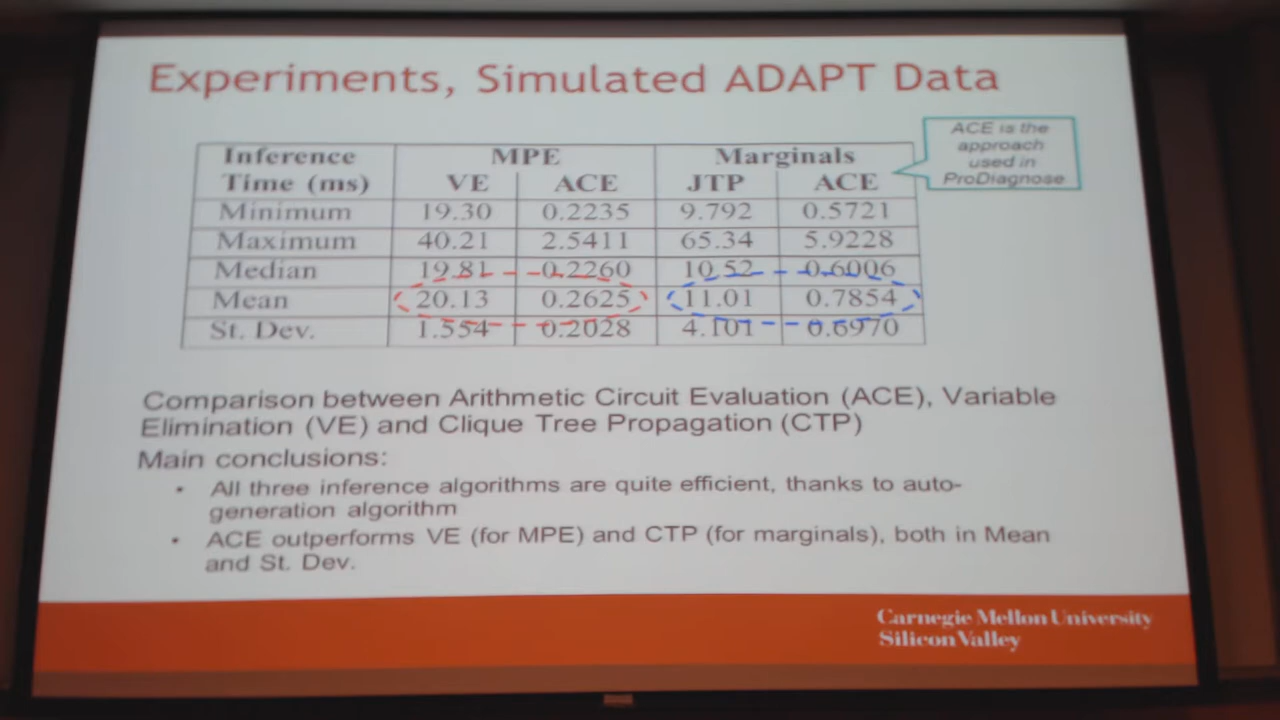 Experiments, Simulated ADAPT Data
ACE is the
approach
used in
ProDiagnose
Inference MPE Marginals
Time (ms) VE ACE JTP ACE
Minimum 19.30 0.2235 9.792 0.5721
Maximum 40.21 2.5411 65.34 5.9228
Median 19.81 0.2260 10.52 0.6006
Mean 20.13 0.2625 11.01 0.7854
St. Dev. 1.554 0.2028 4.101 0.6970
Comparison between Arithmetic Circuit Evaluation (ACE), Variable
Elimination (VE) and Clique Tree Propagation (CTP)
Main conclusions:
• All three inference algorithms are quite efficient, thanks to auto-
generation algorithm
• ACE outperforms VE (for MPE) and CTP (for marginals), both in Mean
and St. Dev.
Carnegie Mellon University
Silicon Valley